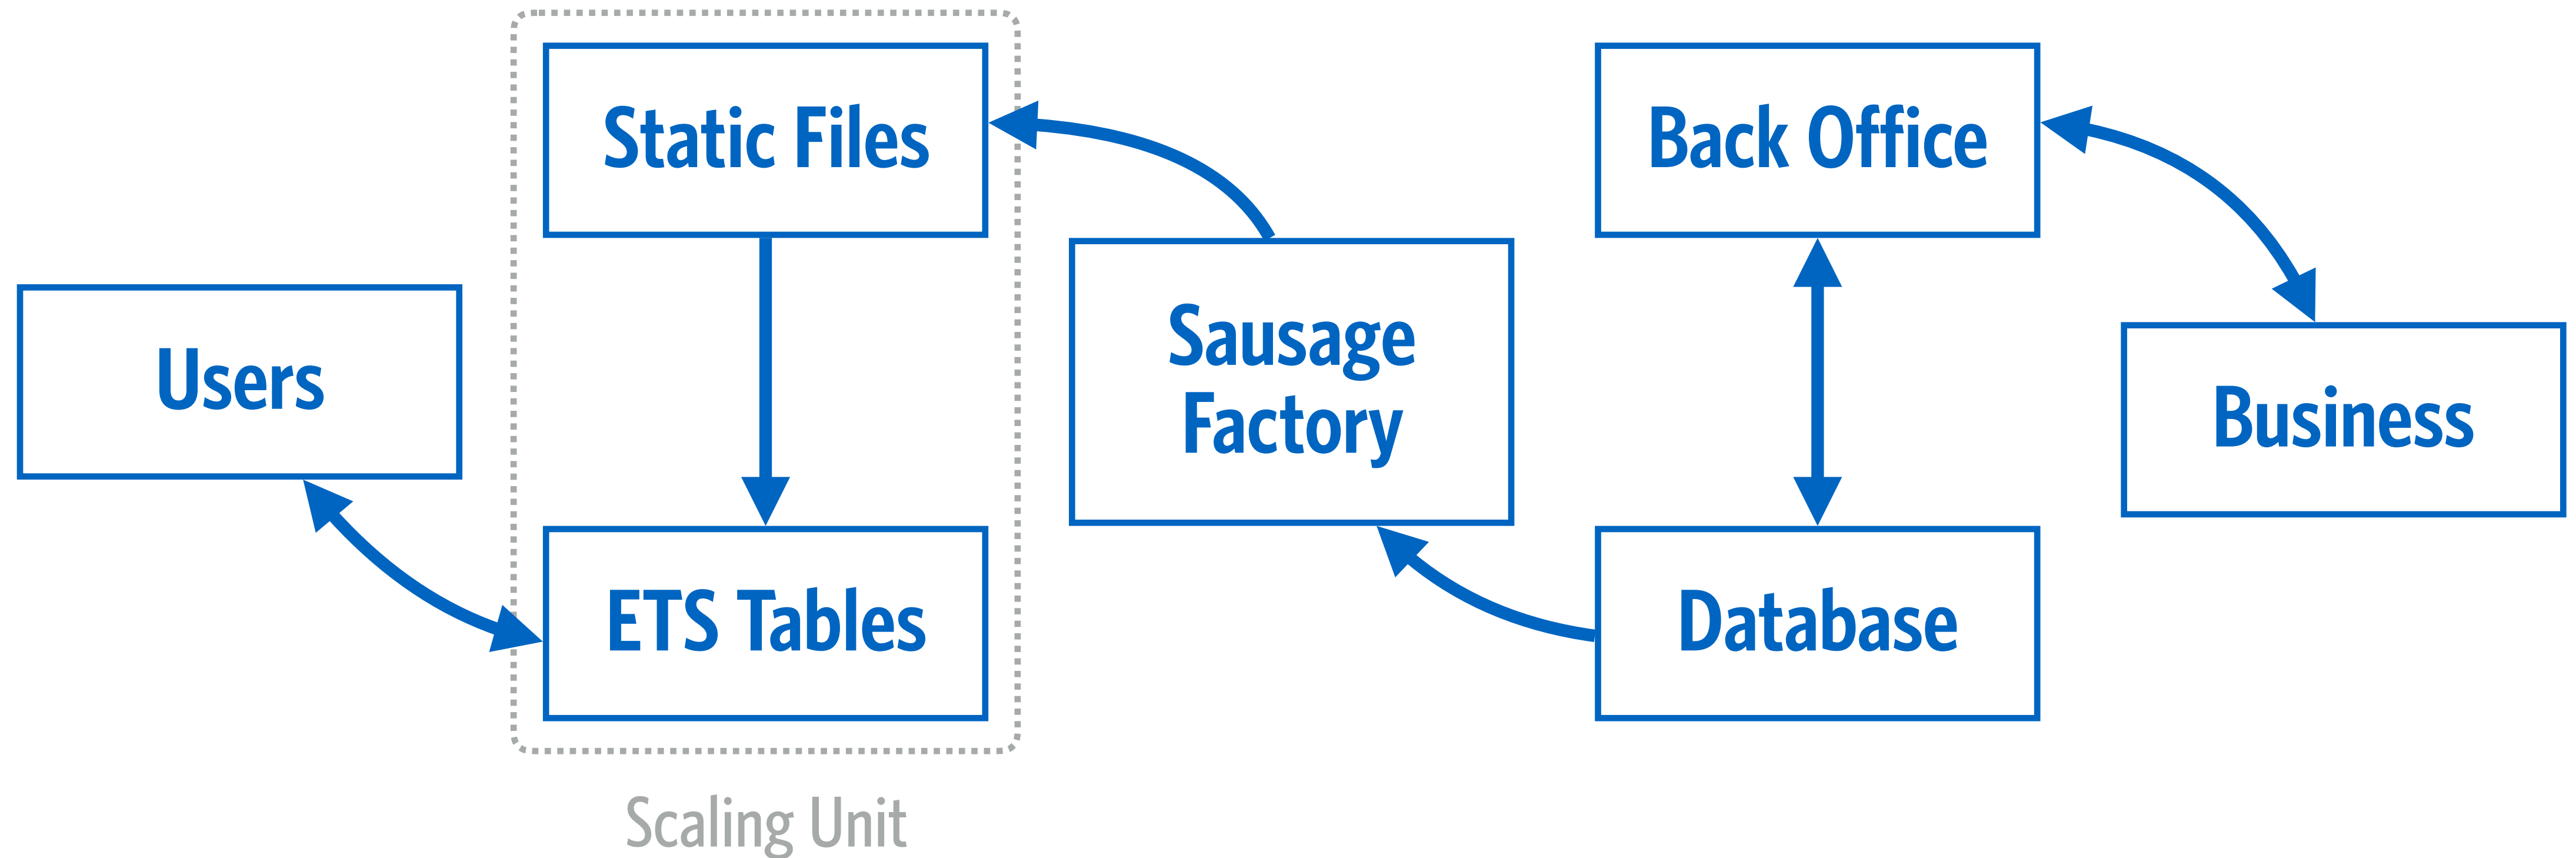 Users
Static Files
ETS Tables
Scaling Unit
Sausage
Factory
Back Office
Database
Business